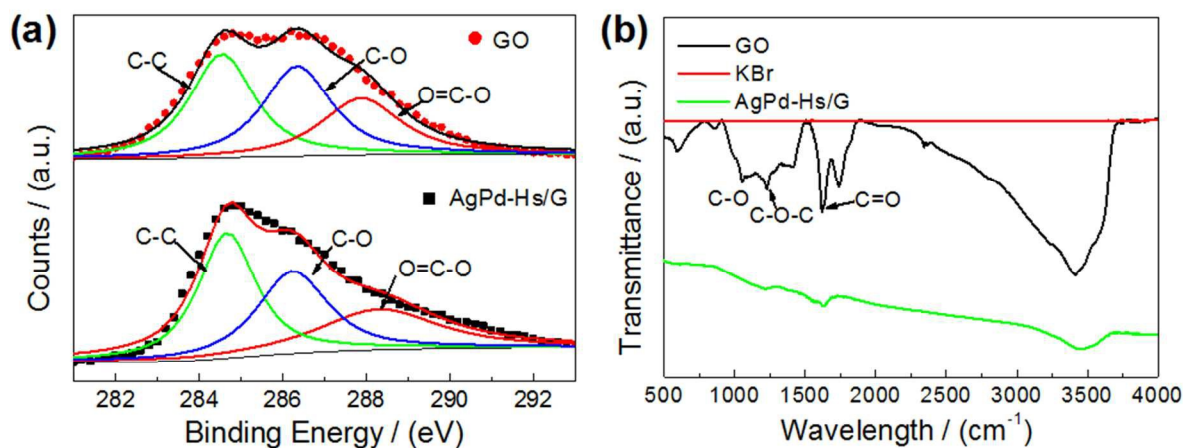 (a)
GO
C-C
C-O
O=C-O
AgPd-Hs/G
C-C
C-O
O=C-O
Counts / (a.u.)
282 284 286 288 290 292
Binding Energy / (eV)
(b)
GO
KBr
AgPd-Hs/G
C-O
C-O-C
C=O
Transmittance / (a.u.)
500 1000 1500 2000 2500 3000 3500 4000
Wavelength / (cm-1)